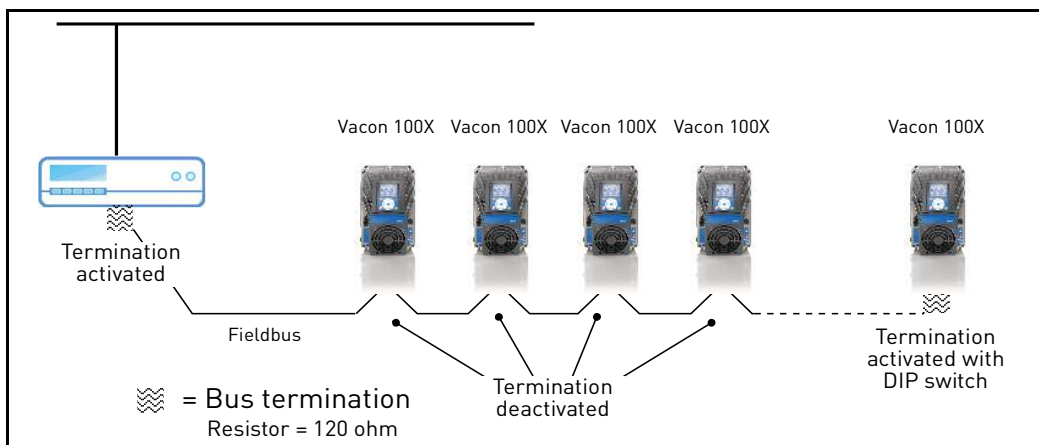 Vacon 100X
Vacon 100X
Vacon 100X
Vacon 100X
Vacon 100X
Termination
activated
Fieldbus
Termination
deactivated
Termination
activated with
DIP switch
= Bus termination
Resistor = 120 ohm